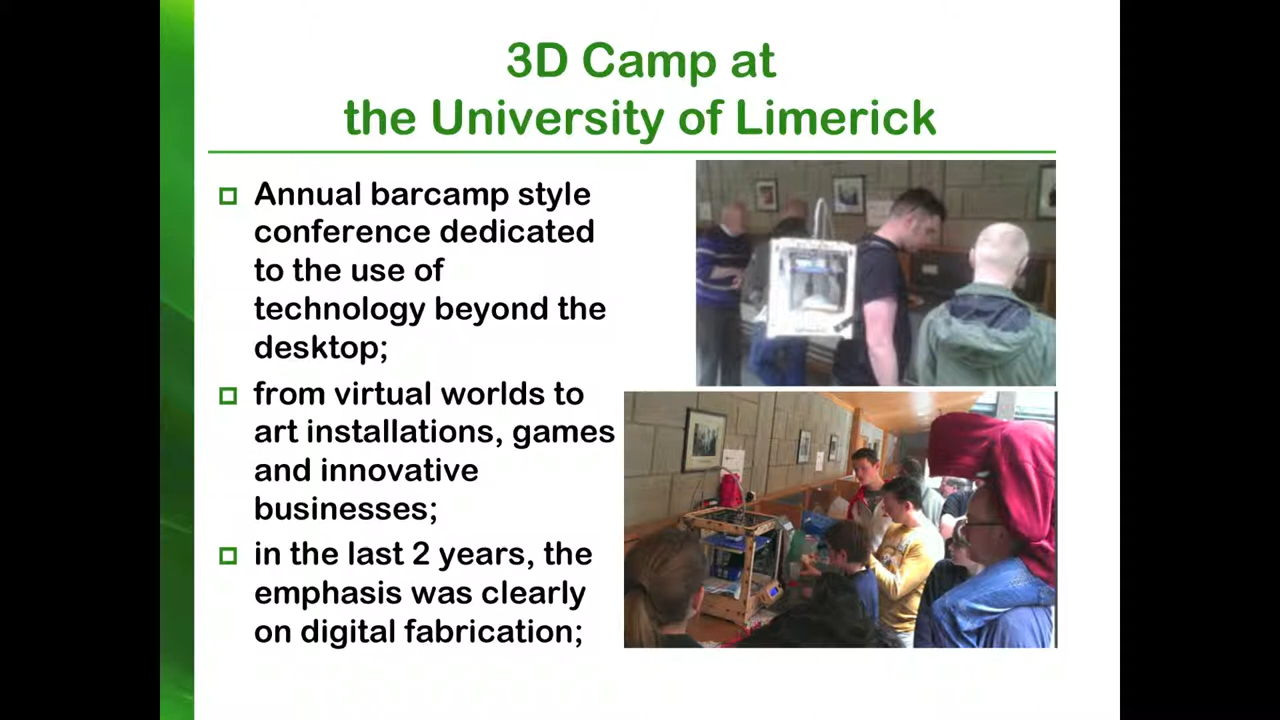 3D Camp at
the University of Limerick
Annual barcamp style
conference dedicated
to the use of
technology beyond the
desktop;
from virtual worlds to
art installations, games
and innovative
businesses;
in the last 2 years, the
emphasis was clearly
on digital fabrication;